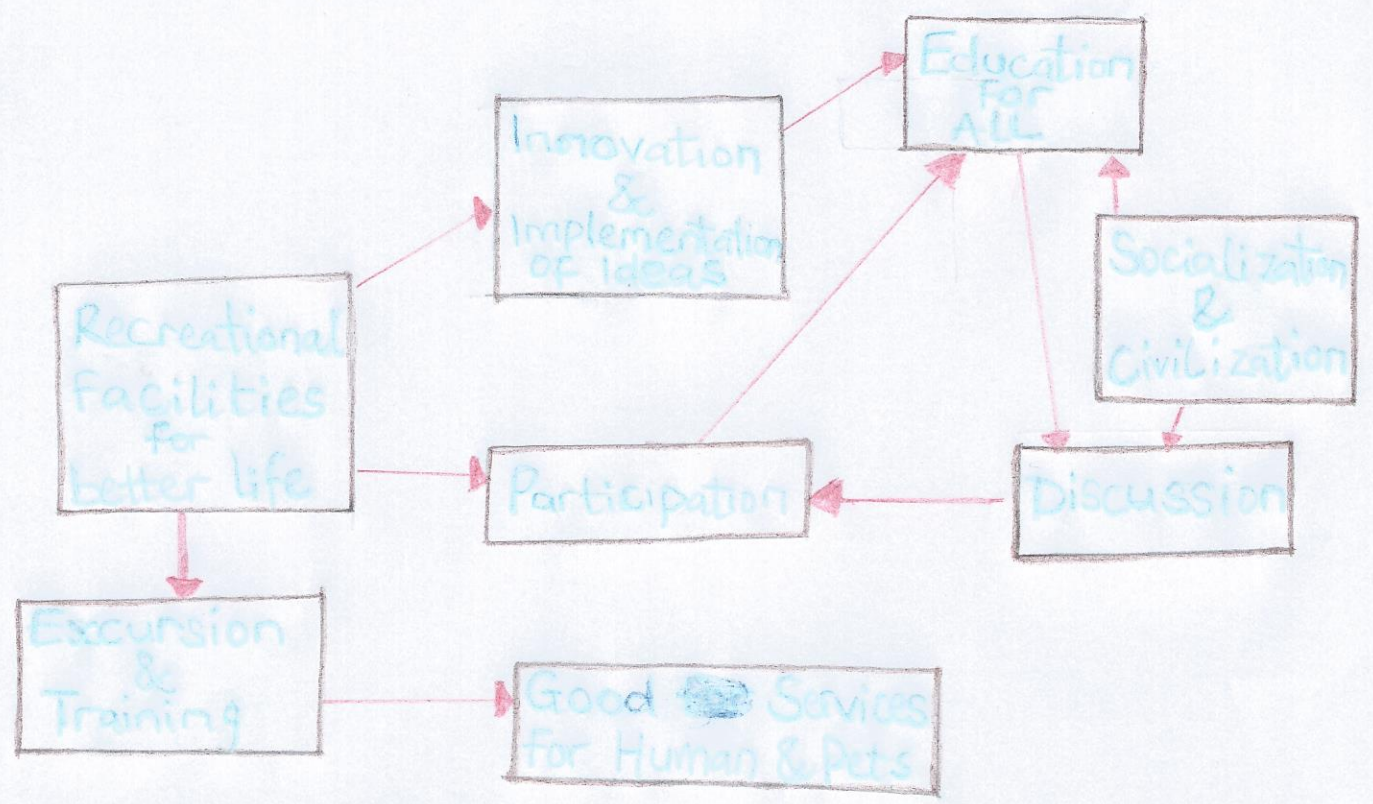 Education
For
ALL
Innovation
&
Implementation
of ideas
Socialization
&
Civilization
Recreational
Facilities
for
better life
Participation
Discussion
Excursion
&
Training
Good Services
for Human & Pets